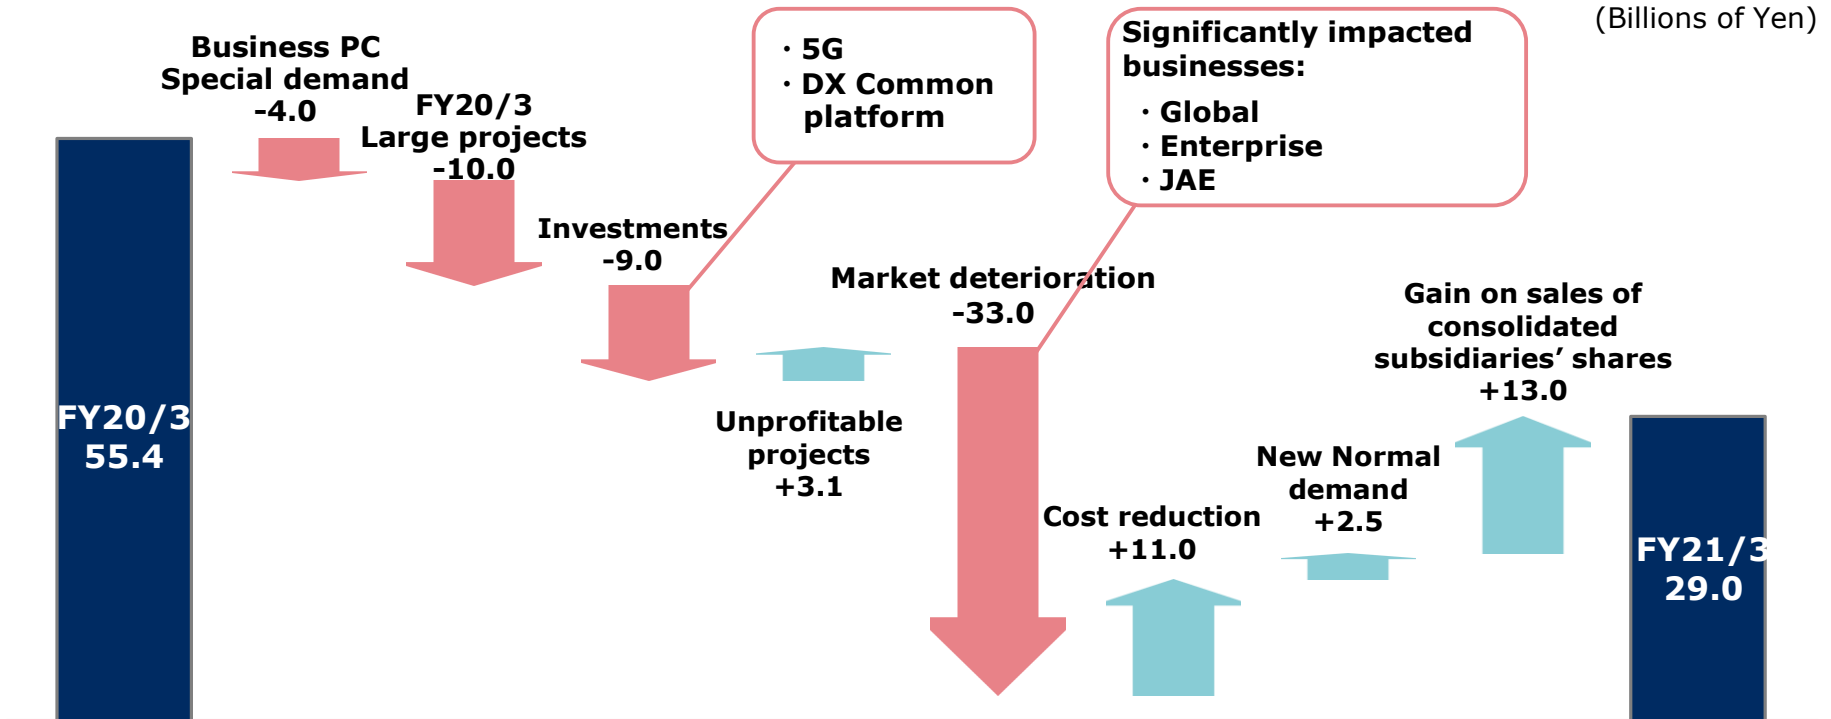 (Billions of Yen)
Business PC
Special demand
-4.0
FY20/3
Large projects
-10.0
Investments
-9.0
・5G
・DX Common
platform
Unprofitable
projects
+3.1
Market deterioration
-33.0
Significantly impacted
businesses:
・Global
・Enterprise
・JAE
Cost reduction
+11.0
New Normal
demand
+2.5
Gain on sales of
consolidated
subsidiaries’ shares
+13.0
FY20/3
55.4
FY21/3
29.0